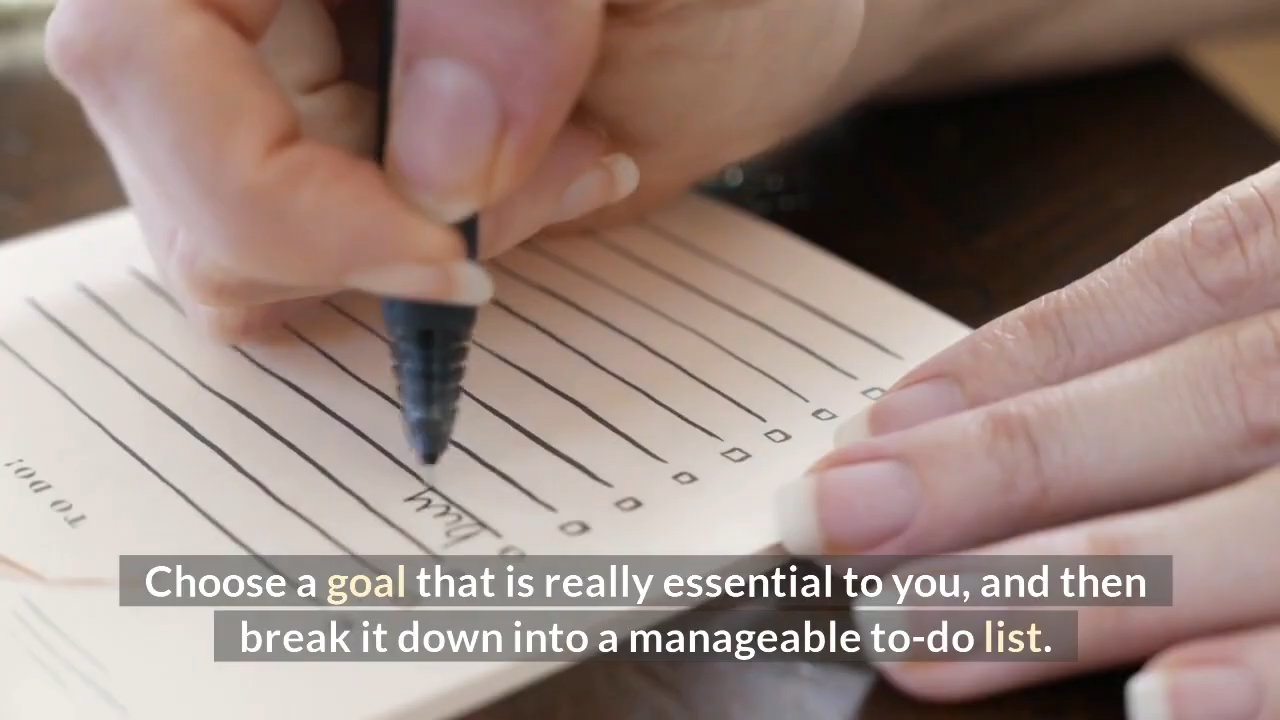 TO DO:
buy
Choose a goal that is really essential to you, and then
break it down into a manageable to-do list.